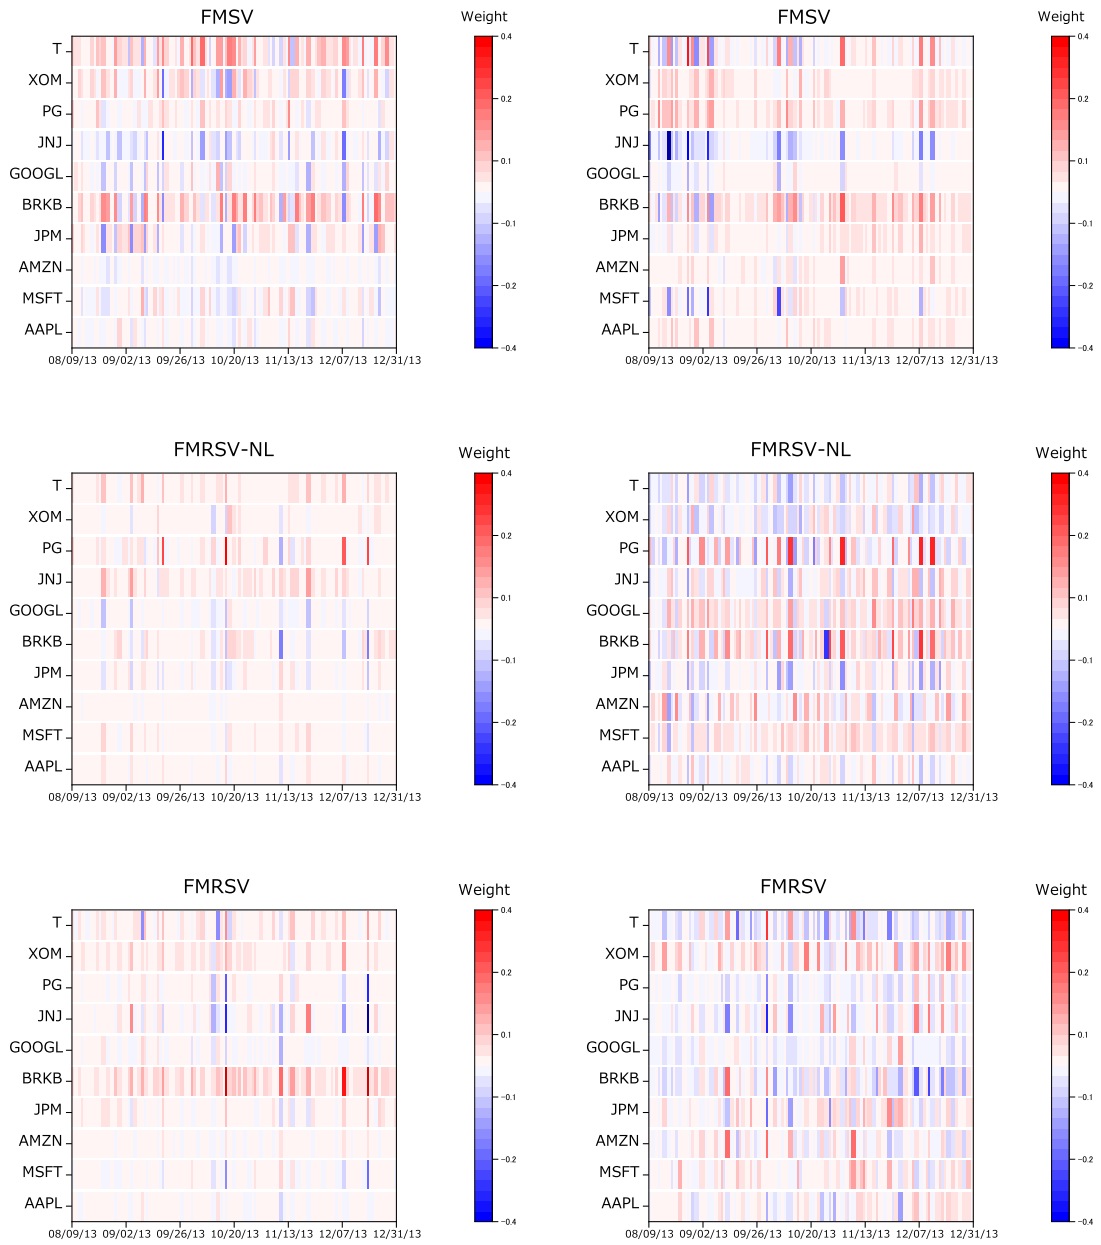 FMSV Weight FMSV Weight
T 0.4 T 0.4
XOM XOM
PG 0.2 PG 0.2
JNJ 0.1 JNJ 0.1
GOOGL GOOGL
BRKB −0.1 BRKB −0.1
JPM JPM
AMZN −0.2 AMZN −0.2
MSFT MSFT
AAPL −0.4 AAPL −0.4
08/09/13 09/02/13 09/26/13 10/20/13 11/13/13 12/07/13 12/31/13 08/09/13 09/02/13 09/26/13 10/20/13 11/13/13 12/07/13 12/31/13
FMRSV-NL Weight FMRSV-NL Weight
T 0.4 T 0.4
XOM XOM
PG 0.2 PG 0.2
JNJ 0.1 JNJ 0.1
GOOGL GOOGL
BRKB −0.1 BRKB −0.1
JPM JPM
AMZN −0.2 AMZN −0.2
MSFT MSFT
AAPL −0.4 AAPL −0.4
08/09/13 09/02/13 09/26/13 10/20/13 11/13/13 12/07/13 12/31/13 08/09/13 09/02/13 09/26/13 10/20/13 11/13/13 12/07/13 12/31/13
FMRSV Weight FMRSV Weight
T 0.4 T 0.4
XOM XOM
PG 0.2 PG 0.2
JNJ 0.1 JNJ 0.1
GOOGL GOOGL
BRKB −0.1 BRKB −0.1
JPM JPM
AMZN −0.2 AMZN −0.2
MSFT MSFT
AAPL −0.4 AAPL −0.4
08/09/13 09/02/13 09/26/13 10/20/13 11/13/13 12/07/13 12/31/13 08/09/13 09/02/13 09/26/13 10/20/13 11/13/13 12/07/13 12/31/13